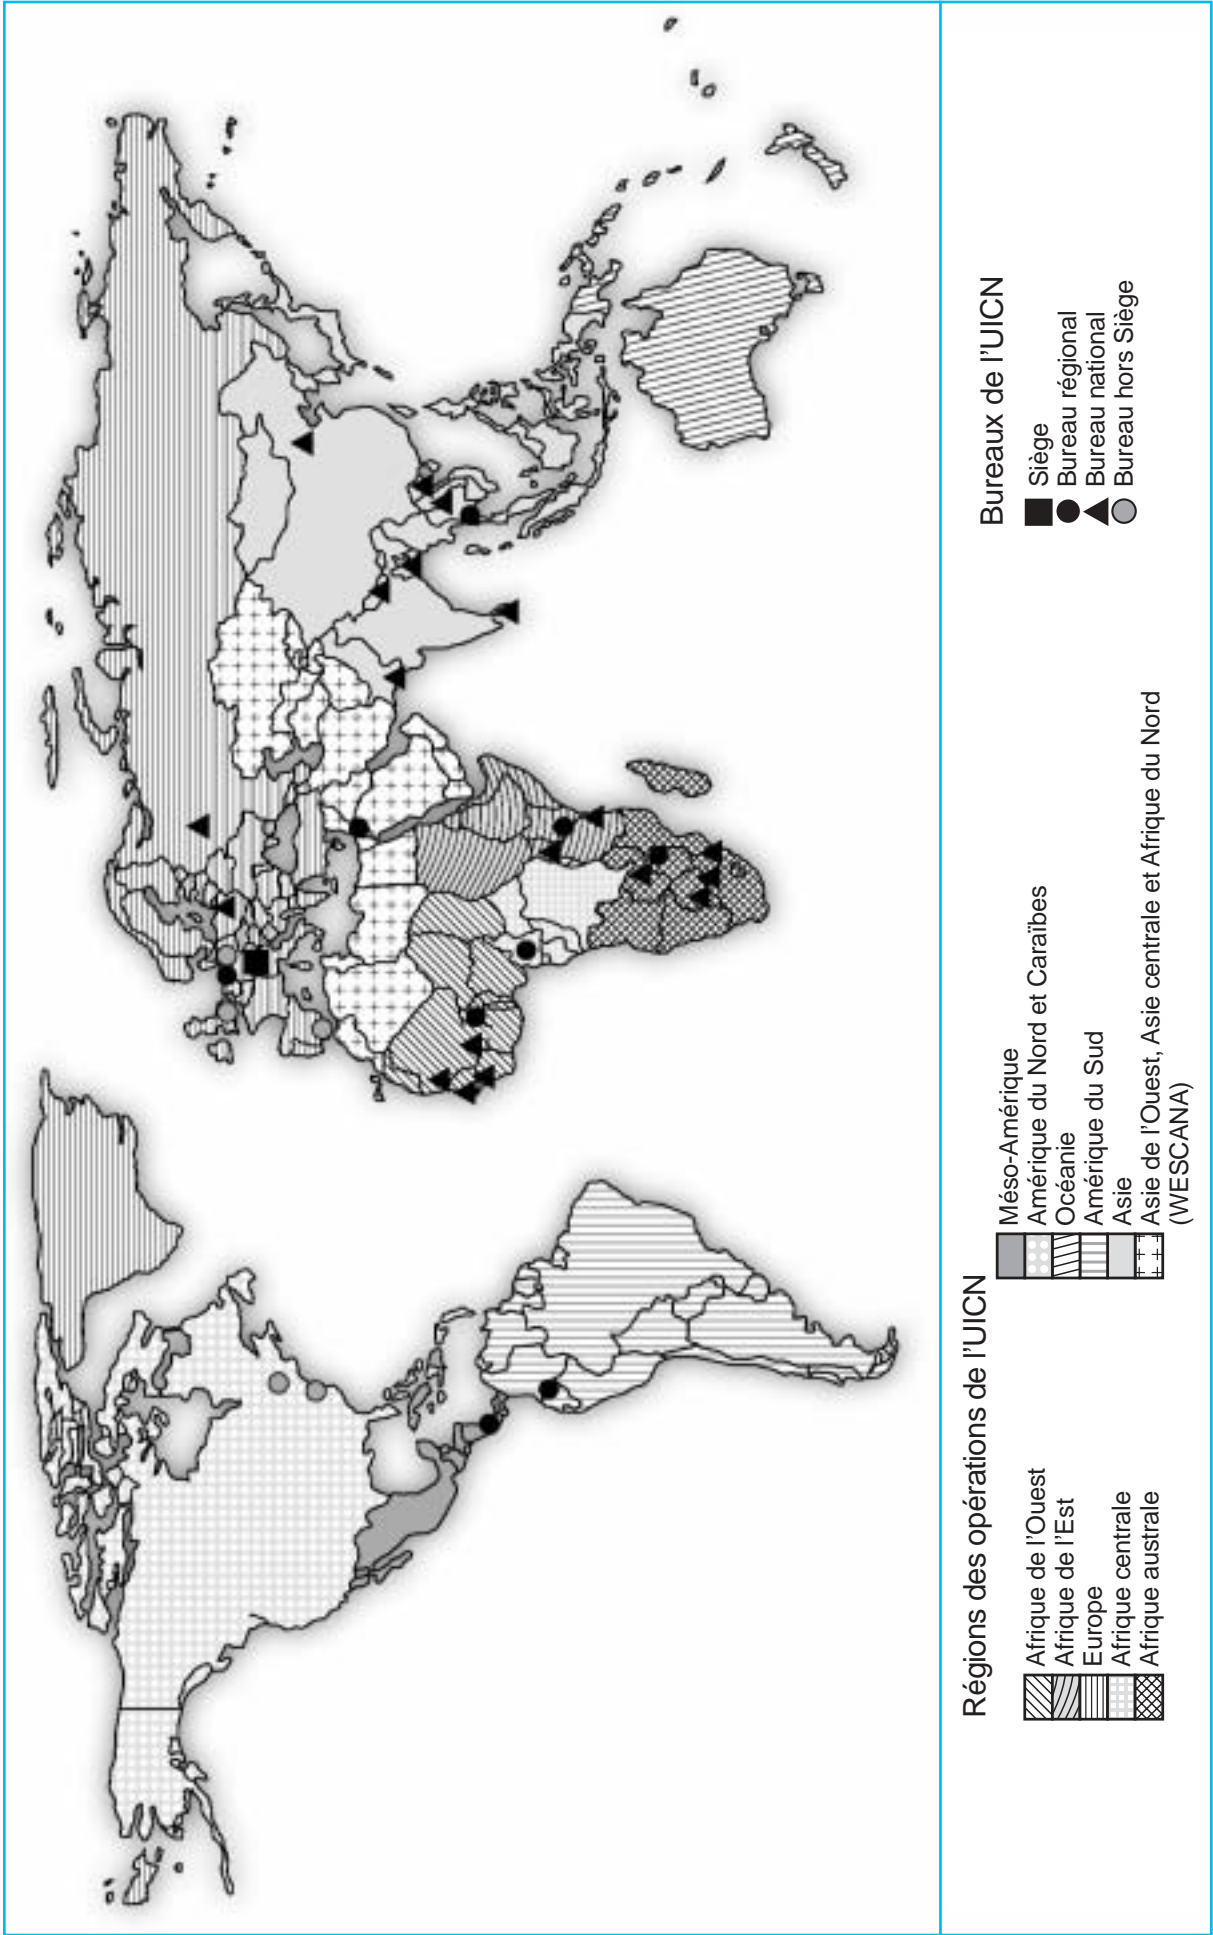 Régions des opérations de l'UICN
Afrique de l'Ouest
Afrique de l'Est
Europe
Afrique centrale
Afrique australe
Méso-Amérique
Amérique du Nord et Caraïbes
Océanie
Amérique du Sud
Asie
Asie de l'Ouest, Asie centrale et Afrique du Nord
(WESCANA)
Bureaux de l'UICN
Siège
Bureau régional
Bureau national
Bureau hors Siège